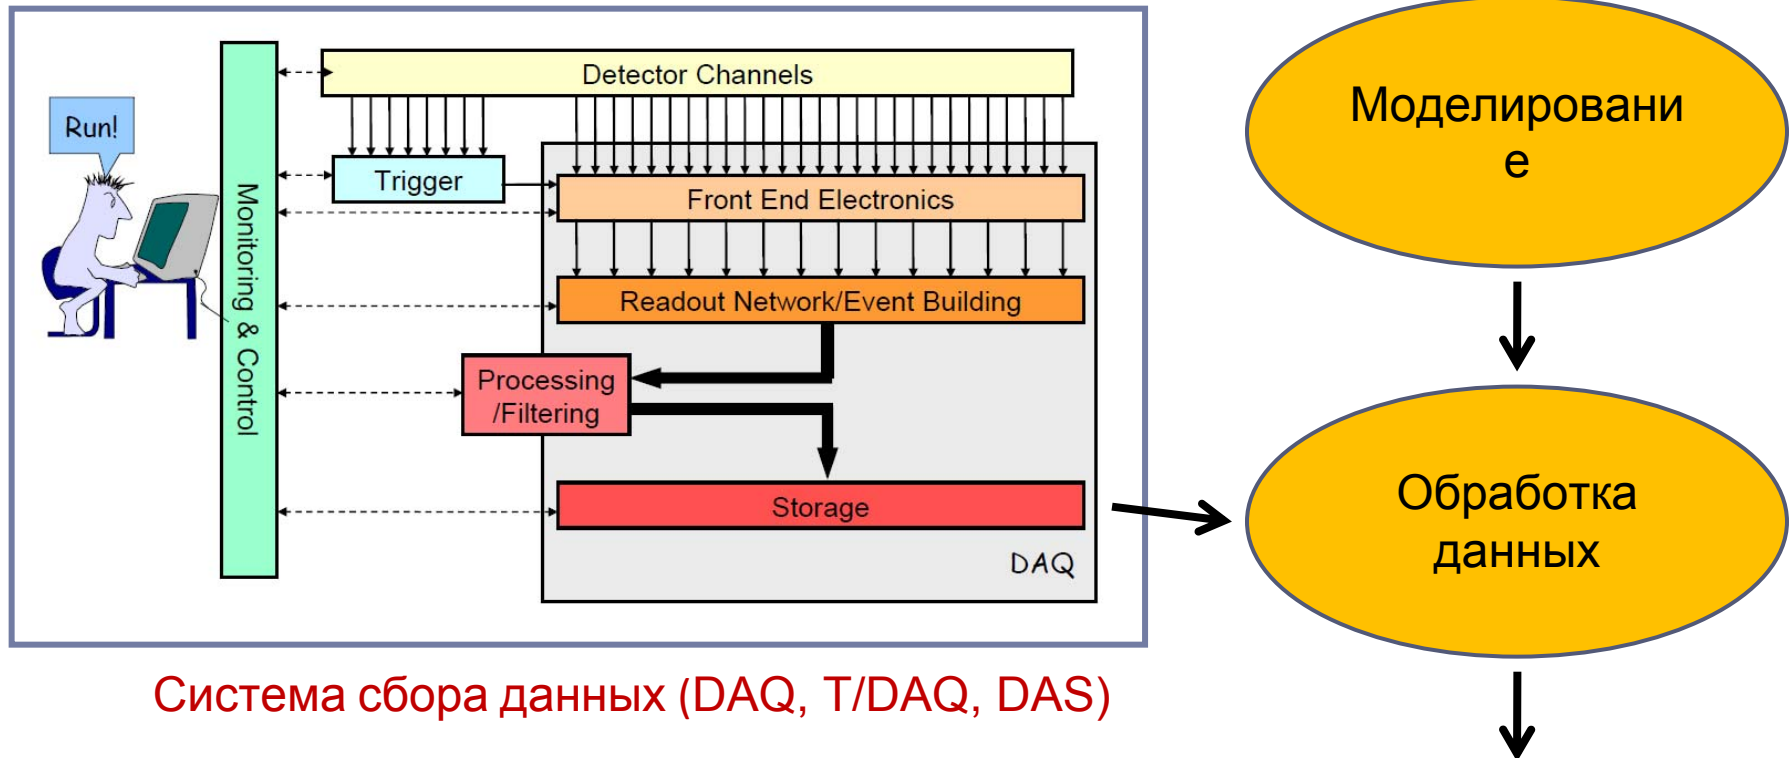 Detector Channels
Run!
Trigger
Front End Electronics
Monitoring & Control
Readout Network/Event Building
Processing
/Filtering
Storage
DAQ
Система сбора данных (DAQ, T/DAQ, DAS)
Моделировани
е
Обработка
данных